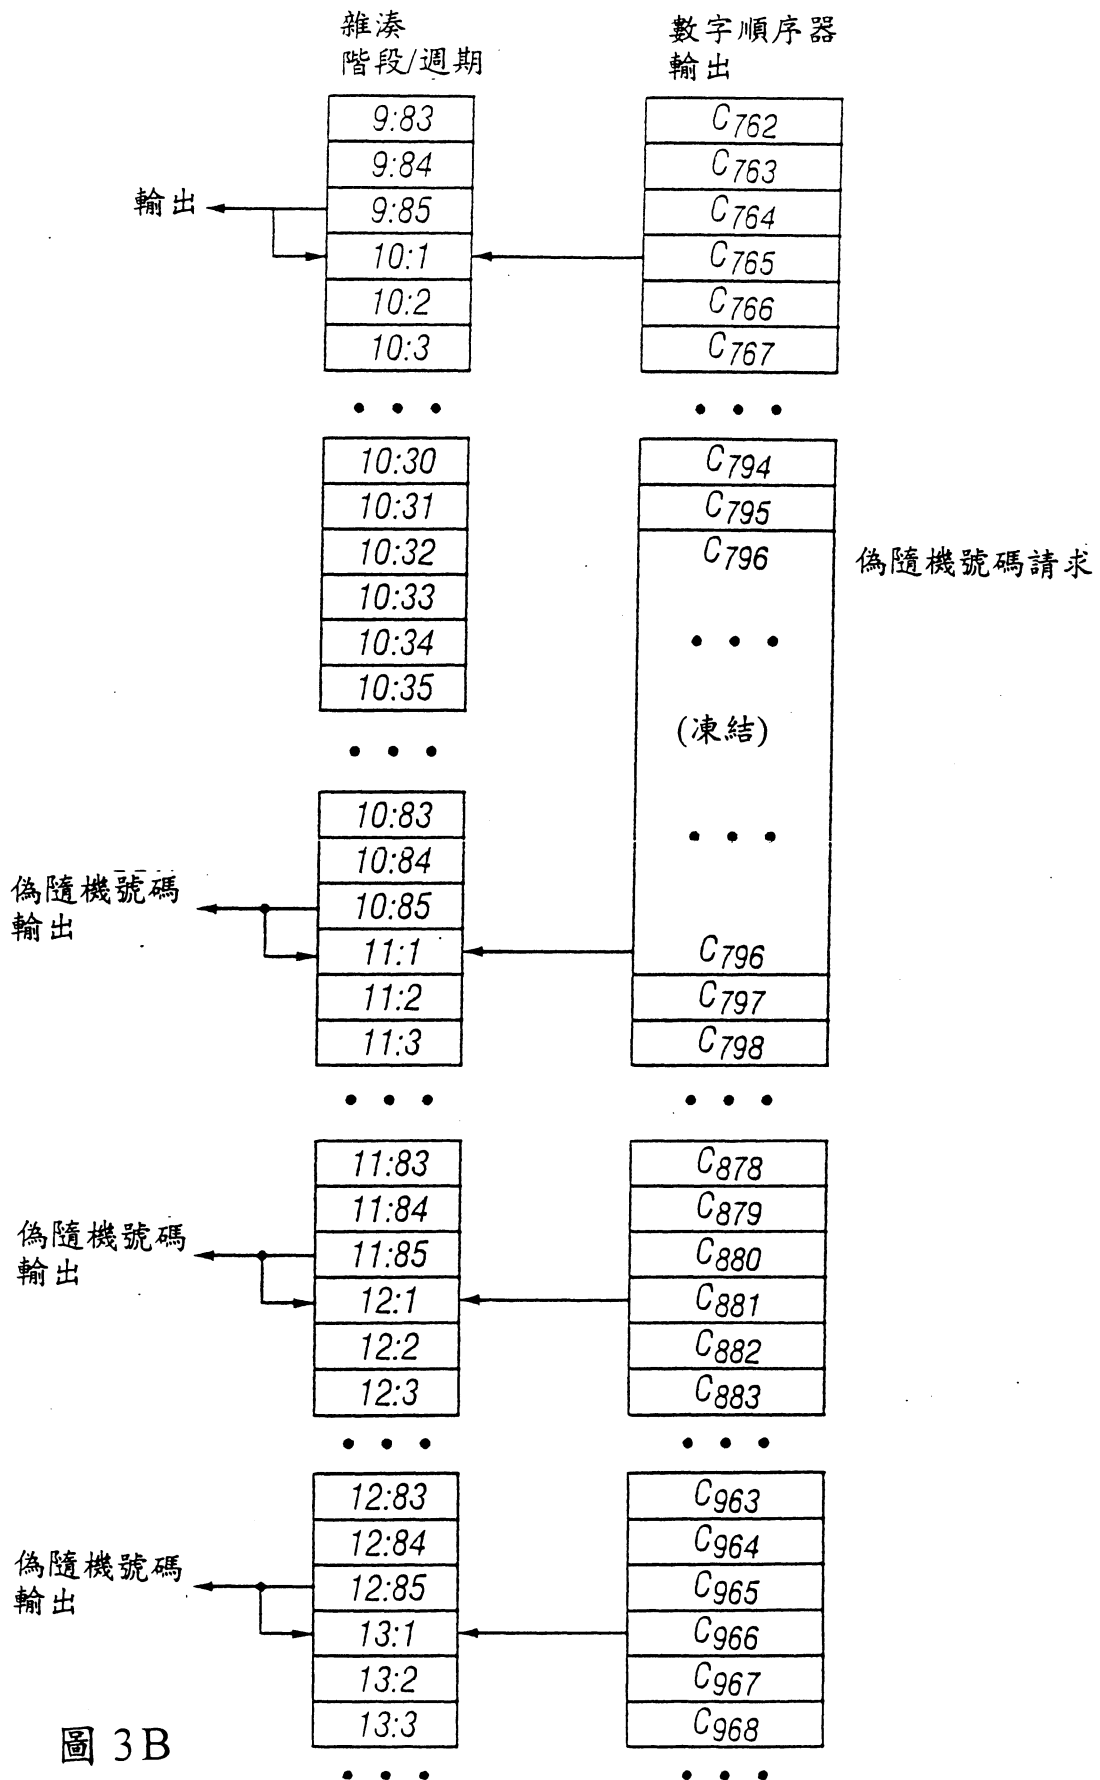 雜湊
階段/週期
數字順序器
輸出
9:83
9:84
9:85
10:1
10:2
10:3
C762
C763
C764
C765
C766
C767
輸出
• • •
• • •
10:30
10:31
10:32
10:33
10:34
10:35
C794
C795
C796
• • •
(凍結)
• • •
C796
C797
C798
偽隨機號碼請求
• • •
10:83
10:84
10:85
11:1
11:2
11:3
偽隨機號碼
輸出
• • •
• • •
11:83
11:84
11:85
12:1
12:2
12:3
C878
C879
C880
C881
C882
C883
偽隨機號碼
輸出
• • •
• • •
12:83
12:84
12:85
13:1
13:2
13:3
C963
C964
C965
C966
C967
C968
偽隨機號碼
輸出
• • •
• • •
圖 3B